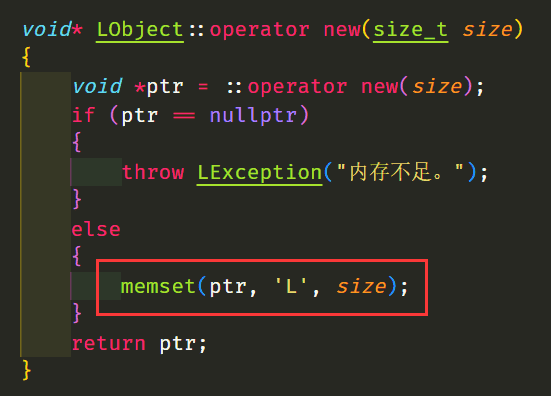 void* LObject::operator new(size_t size)
{
void *ptr = ::operator new(size);
if (ptr == nullptr)
{
throw LException("内存不足。");
}
else
{
memset(ptr, 'L', size);
}
return ptr;
}